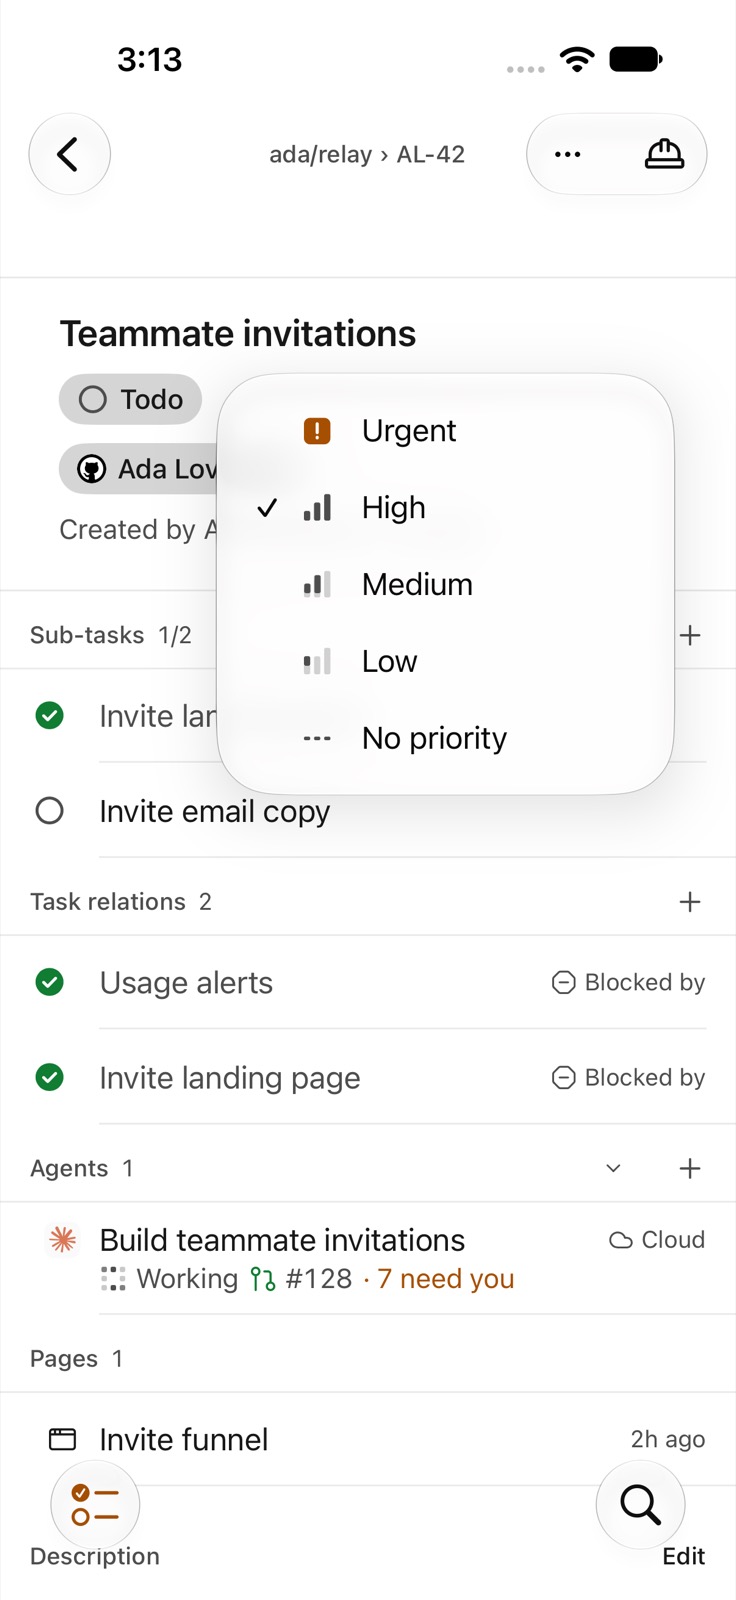 3:13
ada/relay › AL-42
Teammate invitations
Todo
Urgent
Ada Lov
High
Created by A
Medium
Sub-tasks 1/2
Low
Invite lan
No priority
Invite email copy
Task relations 2
Usage alerts
Blocked by
Invite landing page
Blocked by
Agents 1
Build teammate invitations
Cloud
Working #128 · 7 need you
Pages 1
Invite funnel
2h ago
Description
Edit